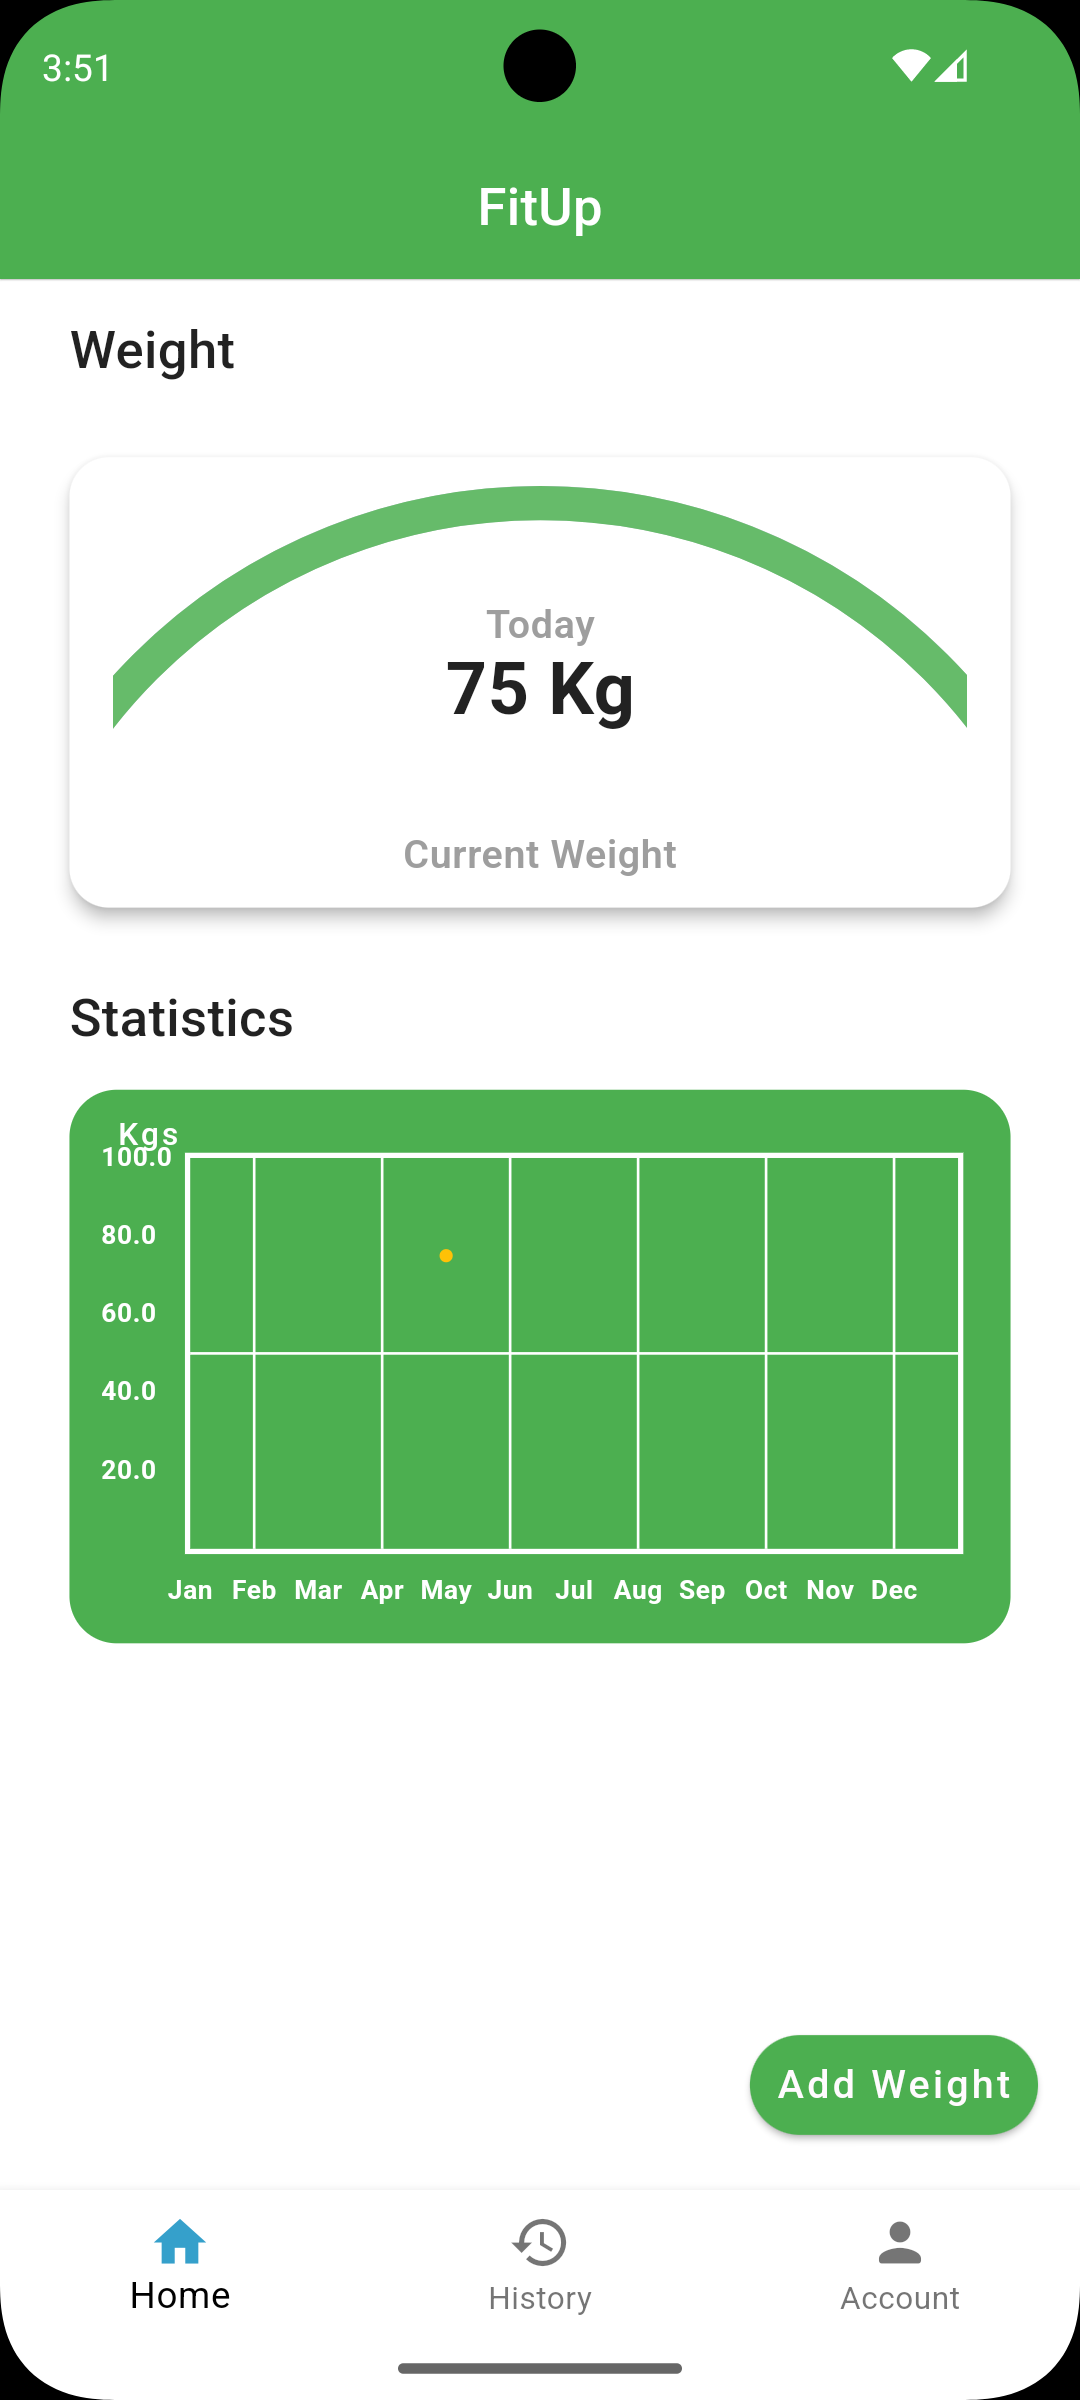 3:51
FitUp
Weight
Today
75 Kg
Current Weight
Statistics
Kgs
100.0
80.0
60.0
40.0
20.0
Jan Feb Mar Apr May Jun Jul Aug Sep Oct Nov Dec
Add Weight
Home History Account